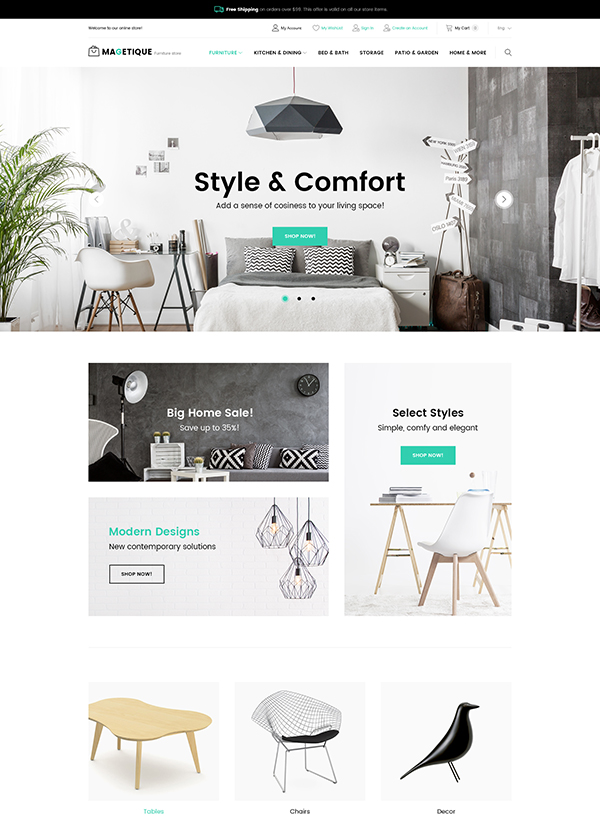 Free Shipping on orders over $99. This offer is valid on all our store items.
Welcome to our online store!
My Account
My Wishlist
Sign In
Create an Account
My Cart
Eng
MAGETIQUE Furniture store
FURNITURE
KITCHEN & DINING
BED & BATH
STORAGE
PATIO & GARDEN
HOME & MORE
NEW YORK
Paris
OSLO
Style & Comfort
Add a sense of cosiness to your living space!
SHOP NOW!
Big Home Sale!
Save up to 35%!
Select Styles
Simple, comfy and elegant
SHOP NOW!
Modern Designs
New contemporary solutions
SHOP NOW!
Tables
Chairs
Decor